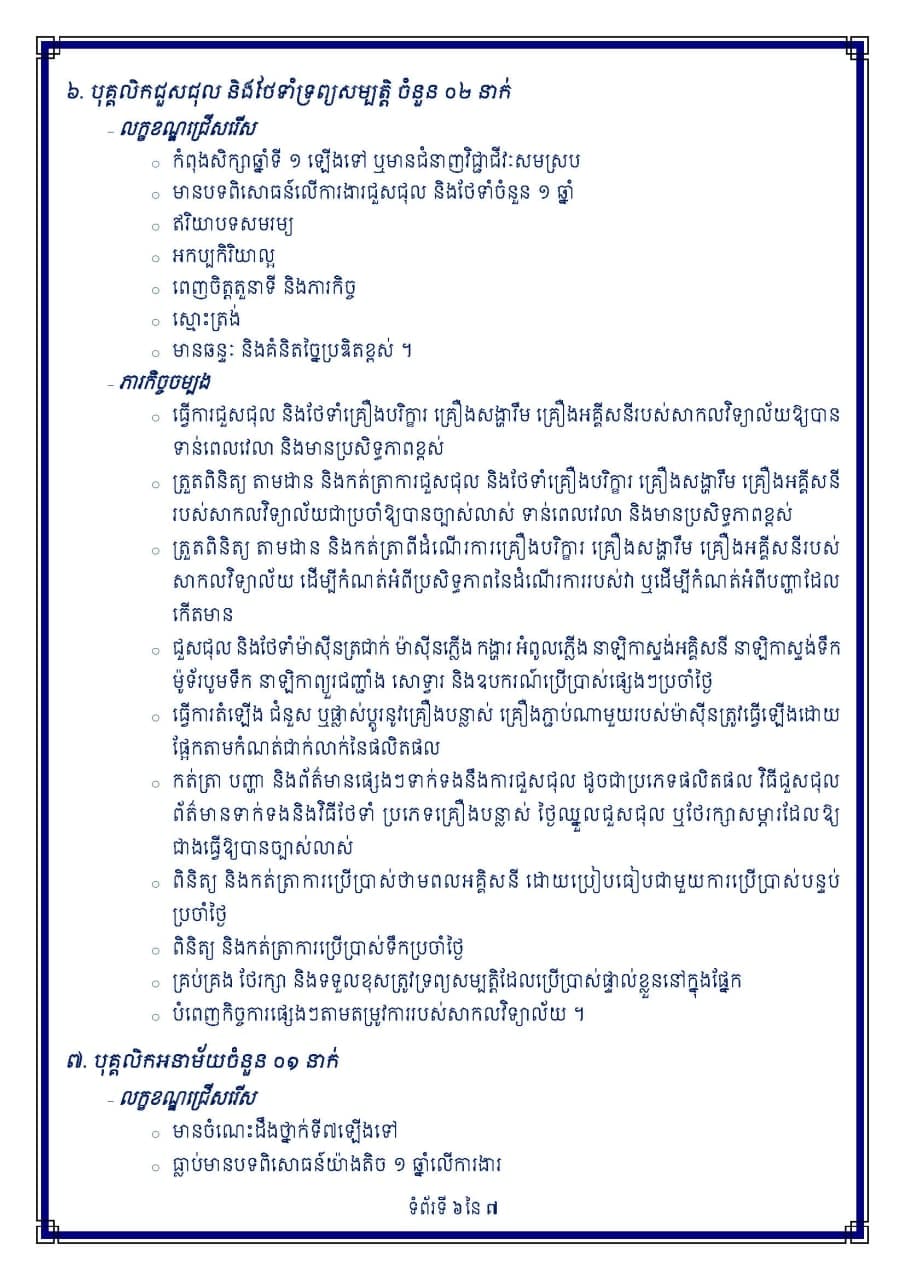 ៦. បុគ្គលិកជួសជុល និងថែទាំទ្រព្យសម្បត្តិ ចំនួន ០២ នាក់
- លក្ខខណ្ឌជ្រើសរើស
○ កំពុងសិក្សាឆ្នាំទី ១ ឡើងទៅ ឬមានជំនាញវិជ្ជាជីវៈសមស្រប
○ មានបទពិសោធន៍លើការងារជួសជុល និងថែទាំចំនួន ១ ឆ្នាំ
○ ឥរិយាបទសមរម្យ
○ អកប្បកិរិយាល្អ
○ ពេញចិត្តតួនាទី និងភារកិច្ច
○ ស្មោះត្រង់
○ មានឆន្ទៈ និងគំនិតច្នៃប្រឌិតខ្ពស់ ។
- ភារកិច្ចចម្បង
○ ធ្វើការជួសជុល និងថែទាំគ្រឿងបរិក្ខារ គ្រឿងសង្ហារឹម គ្រឿងអគ្គីសនីរបស់សាកលវិទ្យាល័យឱ្យបាន
ទាន់ពេលវេលា និងមានប្រសិទ្ធភាពខ្ពស់
○ ត្រួតពិនិត្យ តាមដាន និងកត់ត្រាការជួសជុល និងថែទាំគ្រឿងបរិក្ខារ គ្រឿងសង្ហារឹម គ្រឿងអគ្គីសនី
របស់សាកលវិទ្យាល័យជាប្រចាំឱ្យបានច្បាស់លាស់ ទាន់ពេលវេលា និងមានប្រសិទ្ធភាពខ្ពស់
○ ត្រួតពិនិត្យ តាមដាន និងកត់ត្រាពីដំណើរការគ្រឿងបរិក្ខារ គ្រឿងសង្ហារឹម គ្រឿងអគ្គីសនីរបស់
សាកលវិទ្យាល័យ ដើម្បីកំណត់អំពីប្រសិទ្ធភាពនៃដំណើរការរបស់វា ឬដើម្បីកំណត់អំពីបញ្ហាដែល
កើតមាន
○ ជួសជុល និងថែទាំម៉ាស៊ីនត្រជាក់ ម៉ាស៊ីនភ្លើង កង្ហារ អំពូលភ្លើង នាឡិកាស្ទង់អគ្គិសនី នាឡិកាស្ទង់ទឹក
ម៉ូទ័របូមទឹក នាឡិកាព្យួរជញ្ជាំង សោទ្វារ និងឧបករណ៍ប្រើប្រាស់ផ្សេងៗប្រចាំថ្ងៃ
○ ធ្វើការតំឡើង ជំនួស ឬផ្លាស់ប្តូរនូវគ្រឿងបន្លាស់ គ្រឿងភ្ជាប់ណាមួយរបស់ម៉ាស៊ីនត្រូវធ្វើឡើងដោយ
ផ្អែកតាមកំណត់ជាក់លាក់នៃផលិតផល
○ កត់ត្រា បញ្ហា និងព័ត៌មានផ្សេងៗទាក់ទងនឹងការជួសជុល ដូចជាប្រភេទផលិតផល វិធីជួសជុល
ព័ត៌មានទាក់ទងនិងវិធីថែទាំ ប្រភេទគ្រឿងបន្លាស់ ថ្ងៃឈ្នួលជួសជុល ឬថែរក្សាសម្ភារដែលឱ្យ
ជាងធ្វើឱ្យបានច្បាស់លាស់
○ ពិនិត្យ និងកត់ត្រាការប្រើប្រាស់ថាមពលអគ្គិសនី ដោយប្រៀបធៀបជាមួយការប្រើប្រាស់បន្ទប់
ប្រចាំថ្ងៃ
○ ពិនិត្យ និងកត់ត្រាការប្រើប្រាស់ទឹកប្រចាំថ្ងៃ
○ គ្រប់គ្រង ថែរក្សា និងទទួលខុសត្រូវទ្រព្យសម្បត្តិដែលប្រើប្រាស់ផ្ទាល់ខ្លួននៅក្នុងផ្នែក
○ បំពេញកិច្ចការផ្សេងៗតាមតម្រូវការរបស់សាកលវិទ្យាល័យ ។
៧. បុគ្គលិកអនាម័យចំនួន ០១ នាក់
- លក្ខខណ្ឌជ្រើសរើស
○ មានចំណេះដឹងថ្នាក់ទី៧ឡើងទៅ
○ ធ្លាប់មានបទពិសោធន៍យ៉ាងតិច ១ ឆ្នាំលើការងារ
ទំព័រទី ៦ នៃ ៧